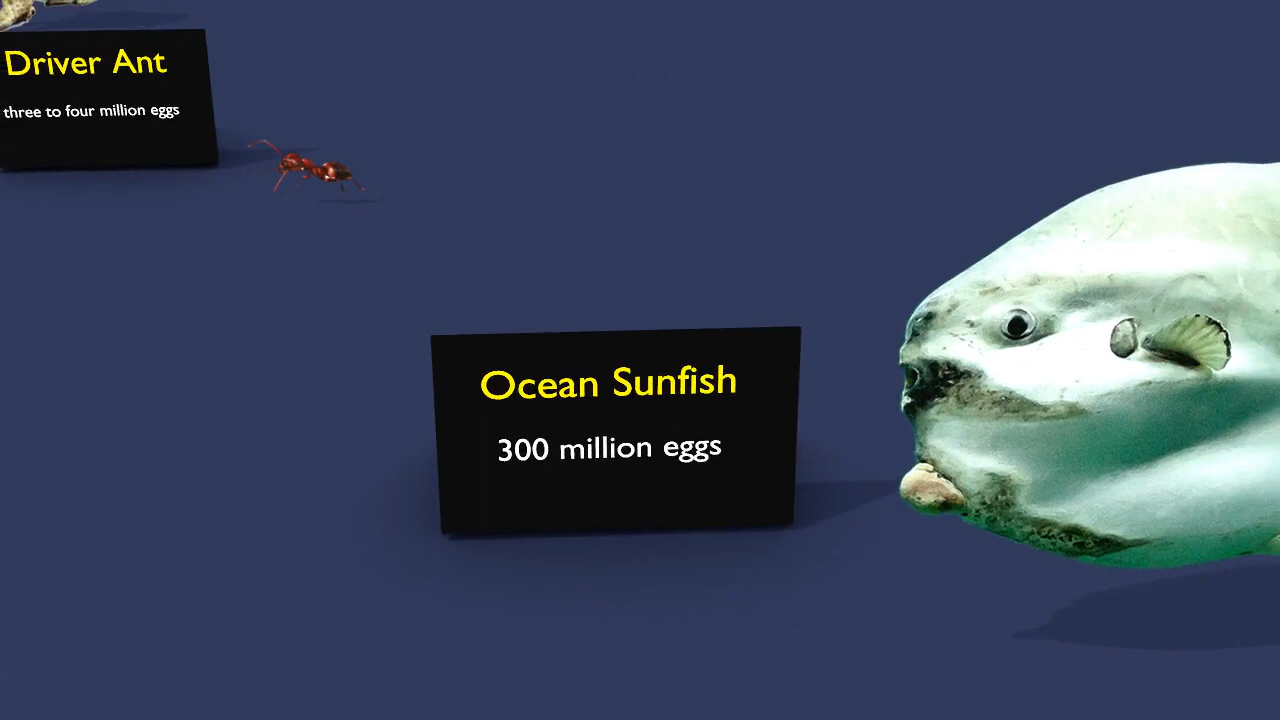 Driver Ant
three to four million eggs
Ocean Sunfish
300 million eggs